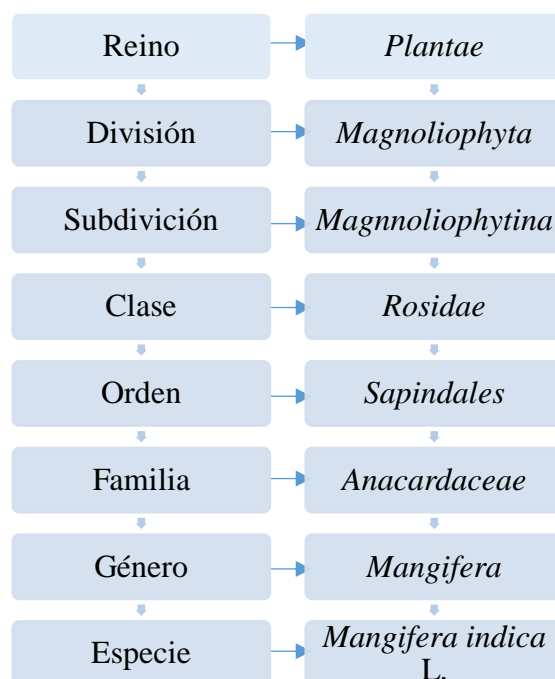 Reino
Plantae
División
Magnoliophyta
Subdivición
Magnnoliophytina
Clase
Rosidae
Orden
Sapindales
Familia
Anacardaceae
Género
Mangifera
Especie
Mangifera indica
L.